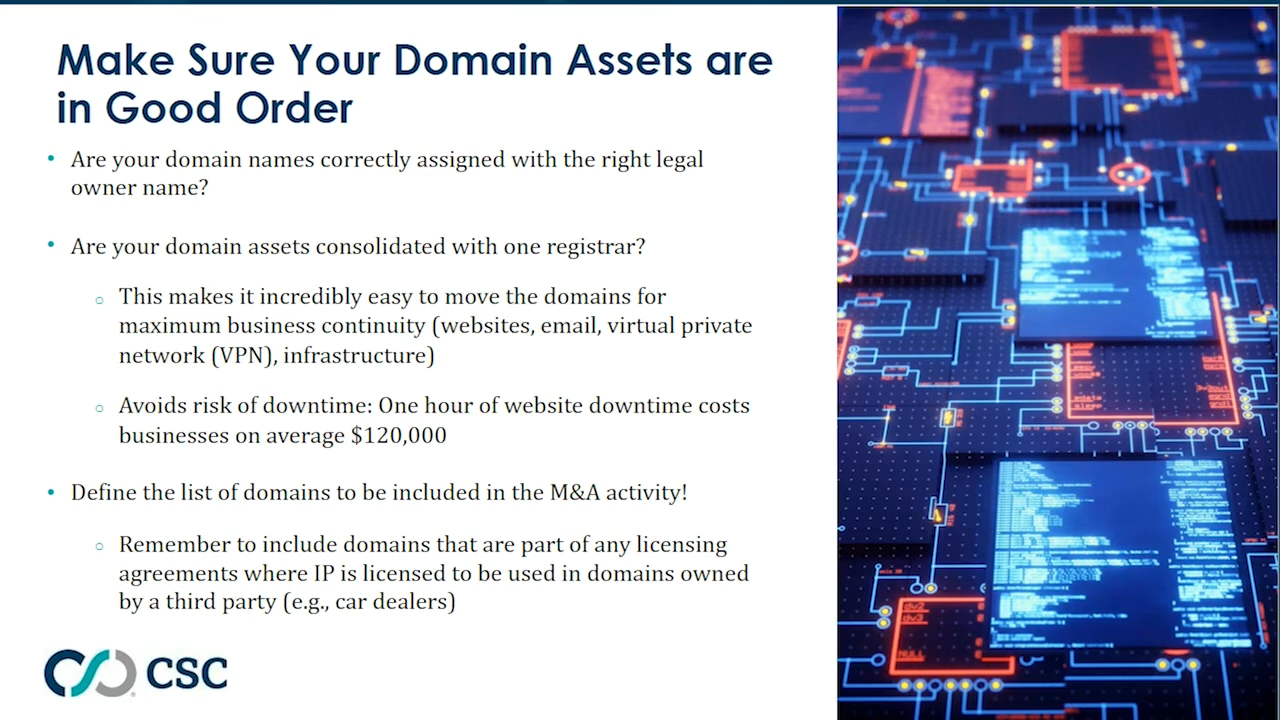 Make Sure Your Domain Assets are
in Good Order
• Are your domain names correctly assigned with the right legal
owner name?
• Are your domain assets consolidated with one registrar?
○ This makes it incredibly easy to move the domains for
maximum business continuity (websites, email, virtual private
network (VPN), infrastructure)
○ Avoids risk of downtime: One hour of website downtime costs
businesses on average $120,000
• Define the list of domains to be included in the M&A activity!
○ Remember to include domains that are part of any licensing
agreements where IP is licensed to be used in domains owned
by a third party (e.g., car dealers)
CSC
dv2
dv3
NULL